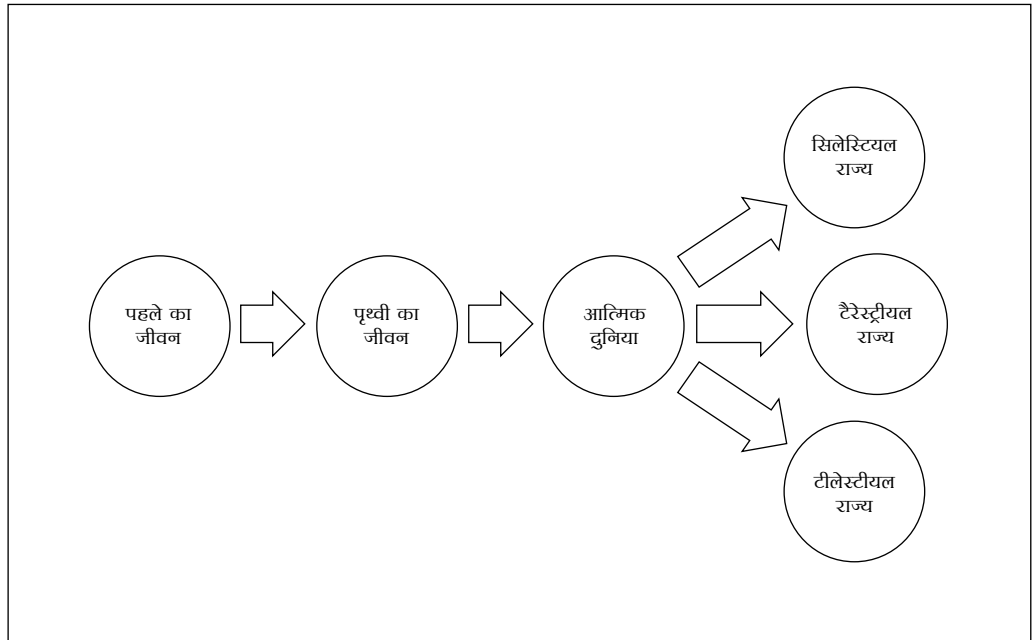 पहले का
जीवन
पृथ्वी का
जीवन
आत्मिक
दुनिया
सिलेस्टियल
राज्य
टैरेस्ट्रीयल
राज्य
टीलेस्टीयल
राज्य